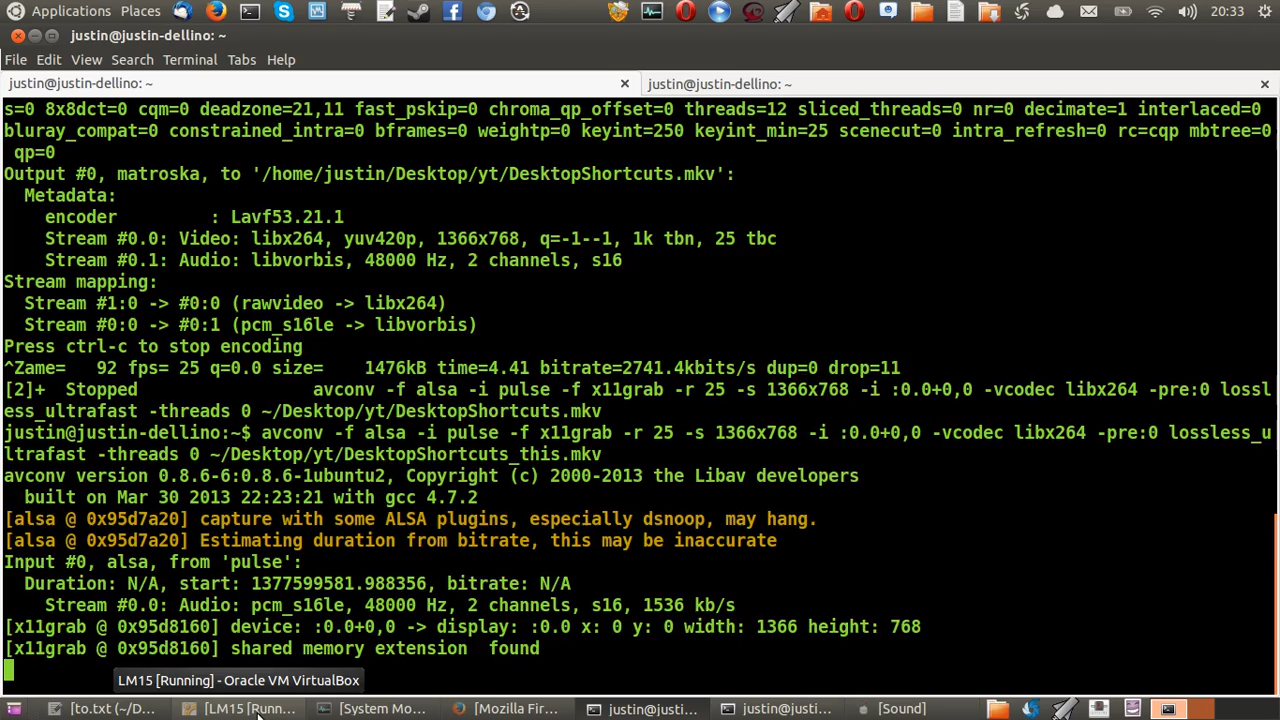 Applications Places 20:33
justin@justin-dellino: ~
File Edit View Search Terminal Tabs Help
justin@justin-dellino: ~ justin@justin-dellino: ~
s=0 8x8dct=0 cqm=0 deadzone=21,11 fast_pskip=0 chroma_qp_offset=0 threads=12 sliced_threads=0 nr=0 decimate=1 interlaced=0
bluray_compat=0 constrained_intra=0 bframes=0 weightp=0 keyint=250 keyint_min=25 scenecut=0 intra_refresh=0 rc=cqp mbtree=0
qp=0
Output #0, matroska, to '/home/justin/Desktop/yt/DesktopShortcuts.mkv':
Metadata:
encoder : Lavf53.21.1
Stream #0.0: Video: libx264, yuv420p, 1366x768, q=-1--1, 1k tbn, 25 tbc
Stream #0.1: Audio: libvorbis, 48000 Hz, 2 channels, s16
Stream mapping:
Stream #1:0 -> #0:0 (rawvideo -> libx264)
Stream #0:0 -> #0:1 (pcm_s16le -> libvorbis)
Press ctrl-c to stop encoding
^Zame= 92 fps= 25 q=0.0 size= 1476kB time=4.41 bitrate=2741.4kbits/s dup=0 drop=11
[2]+ Stopped avconv -f alsa -i pulse -f x11grab -r 25 -s 1366x768 -i :0.0+0,0 -vcodec libx264 -pre:0 lossl
ess_ultrafast -threads 0 ~/Desktop/yt/DesktopShortcuts.mkv
justin@justin-dellino:~$ avconv -f alsa -i pulse -f x11grab -r 25 -s 1366x768 -i :0.0+0,0 -vcodec libx264 -pre:0 lossless_u
ltrafast -threads 0 ~/Desktop/yt/DesktopShortcuts_this.mkv
avconv version 0.8.6-6:0.8.6-1ubuntu2, Copyright (c) 2000-2013 the Libav developers
built on Mar 30 2013 22:23:21 with gcc 4.7.2
[alsa @ 0x95d7a20] capture with some ALSA plugins, especially dsnoop, may hang.
[alsa @ 0x95d7a20] Estimating duration from bitrate, this may be inaccurate
Input #0, alsa, from 'pulse':
Duration: N/A, start: 1377599581.988356, bitrate: N/A
Stream #0.0: Audio: pcm_s16le, 48000 Hz, 2 channels, s16, 1536 kb/s
[x11grab @ 0x95d8160] device: :0.0+0,0 -> display: :0.0 x: 0 y: 0 width: 1366 height: 768
[x11grab @ 0x95d8160] shared memory extension found
LM15 [Running] - Oracle VM VirtualBox
[to.txt (~/D... [LM15 [Runn... [System Mo... [Mozilla Fir... justin@justi... justin@justi... [Sound]